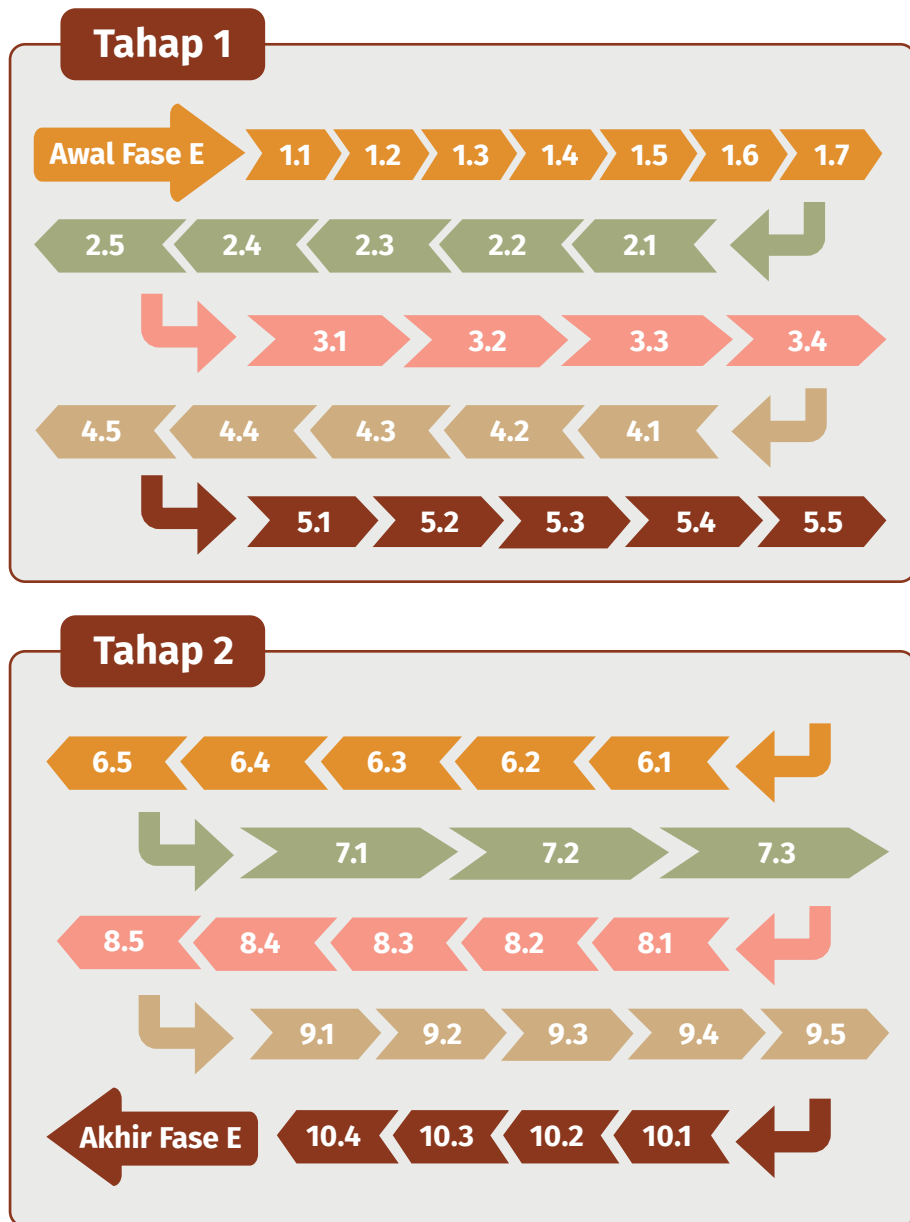 Tahap 1
Awal Fase E 1.1 1.2 1.3 1.4 1.5 1.6 1.7
2.5 2.4 2.3 2.2 2.1
3.1 3.2 3.3 3.4
4.5 4.4 4.3 4.2 4.1
5.1 5.2 5.3 5.4 5.5
Tahap 2
6.5 6.4 6.3 6.2 6.1
7.1 7.2 7.3
8.5 8.4 8.3 8.2 8.1
9.1 9.2 9.3 9.4 9.5
Akhir Fase E 10.4 10.3 10.2 10.1